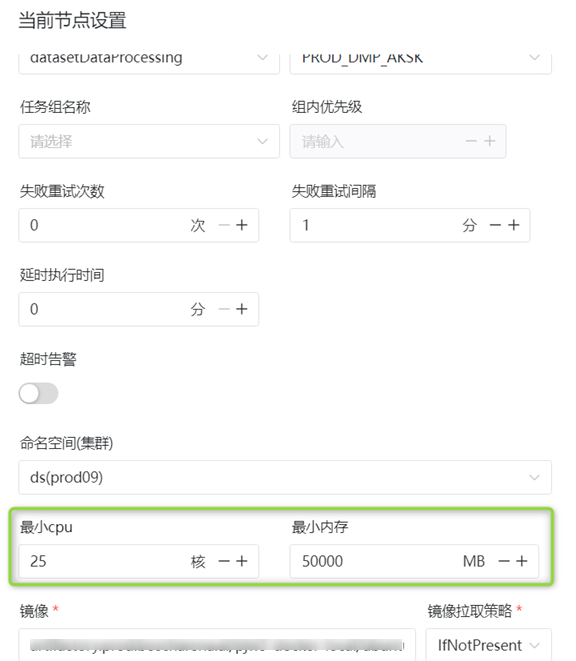 当前节点设置
datasetDataProcessing PROD_DMP_AKSK
任务组名称 组内优先级
请选择 请输入
失败重试次数 失败重试间隔
0 次 1 分
延时执行时间
0 分
超时告警
命名空间(集群)
ds(prod09)
最小cpu 最小内存
25 核 50000 MB
镜像 * 镜像拉取策略 *
IfNotPresent